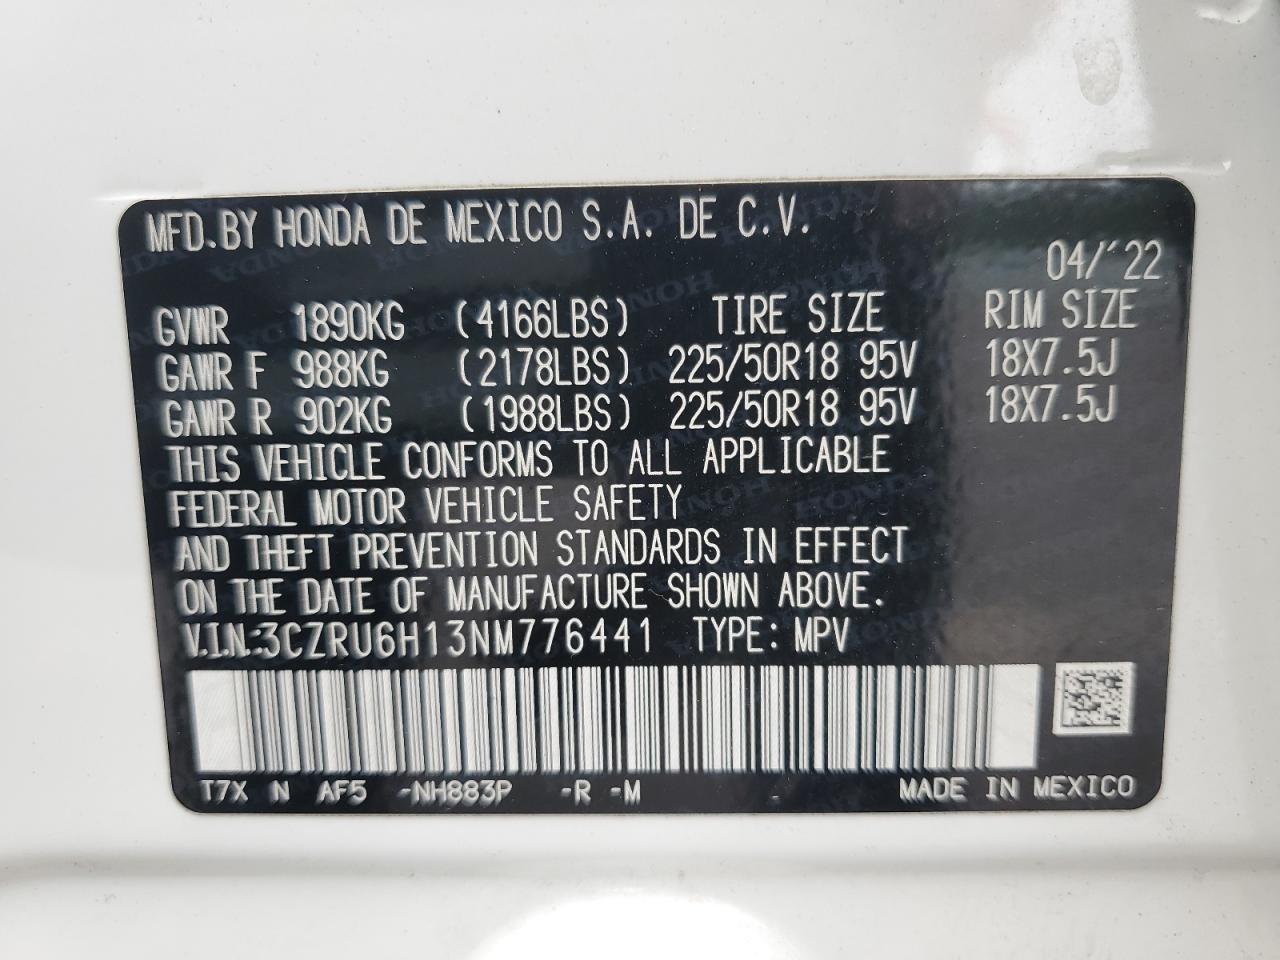 MFD.BY HONDA DE MEXICO S.A. DE C.V.
04/'22
GVWR 1890KG (4166LBS) TIRE SIZE RIM SIZE
GAWR F 988KG (2178LBS) 225/50R18 95V 18X7.5J
GAWR R 902KG (1988LBS) 225/50R18 95V 18X7.5J
THIS VEHICLE CONFORMS TO ALL APPLICABLE
FEDERAL MOTOR VEHICLE SAFETY
AND THEFT PREVENTION STANDARDS IN EFFECT
ON THE DATE OF MANUFACTURE SHOWN ABOVE.
V.I.N.:3CZRU6H13NM776441 TYPE: MPV
T7X N AF5 -NH883P -R -M MADE IN MEXICO